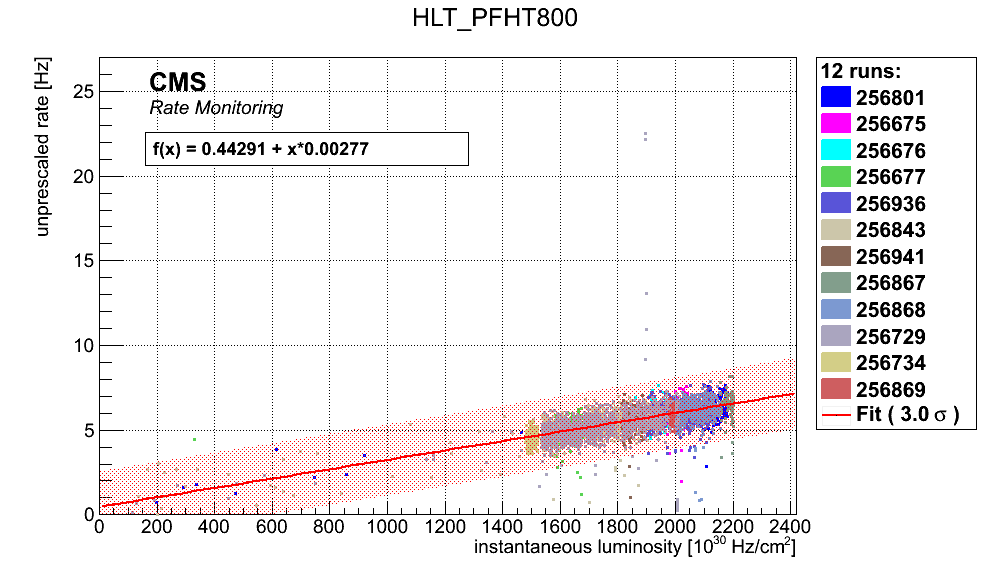 HLT_PFHT800
unprescaled rate [Hz]
25
20
15
10
5
0
CMS
Rate Monitoring
f(x) = 0.44291 + x*0.00277
0 200 400 600 800 1000 1200 1400 1600 1800 2000 2200 2400
instantaneous luminosity [10³⁰ Hz/cm²]
12 runs:
256801
256675
256676
256677
256936
256843
256941
256867
256868
256729
256734
256869
Fit ( 3.0 σ )